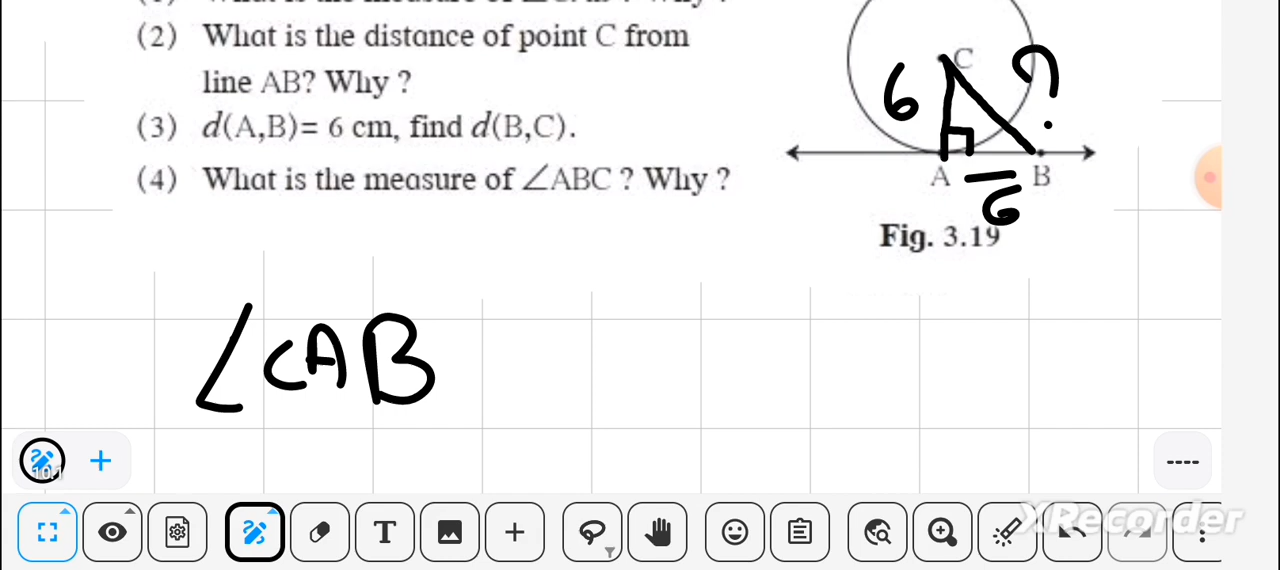 (2) What is the distance of point C from
line AB? Why ?
(3) d(A,B)= 6 cm, find d(B,C).
(4) What is the measure of ∠ABC ? Why ?
C
6
?
A
B
6
Fig. 3.19
∠CAB
T
XRecorder